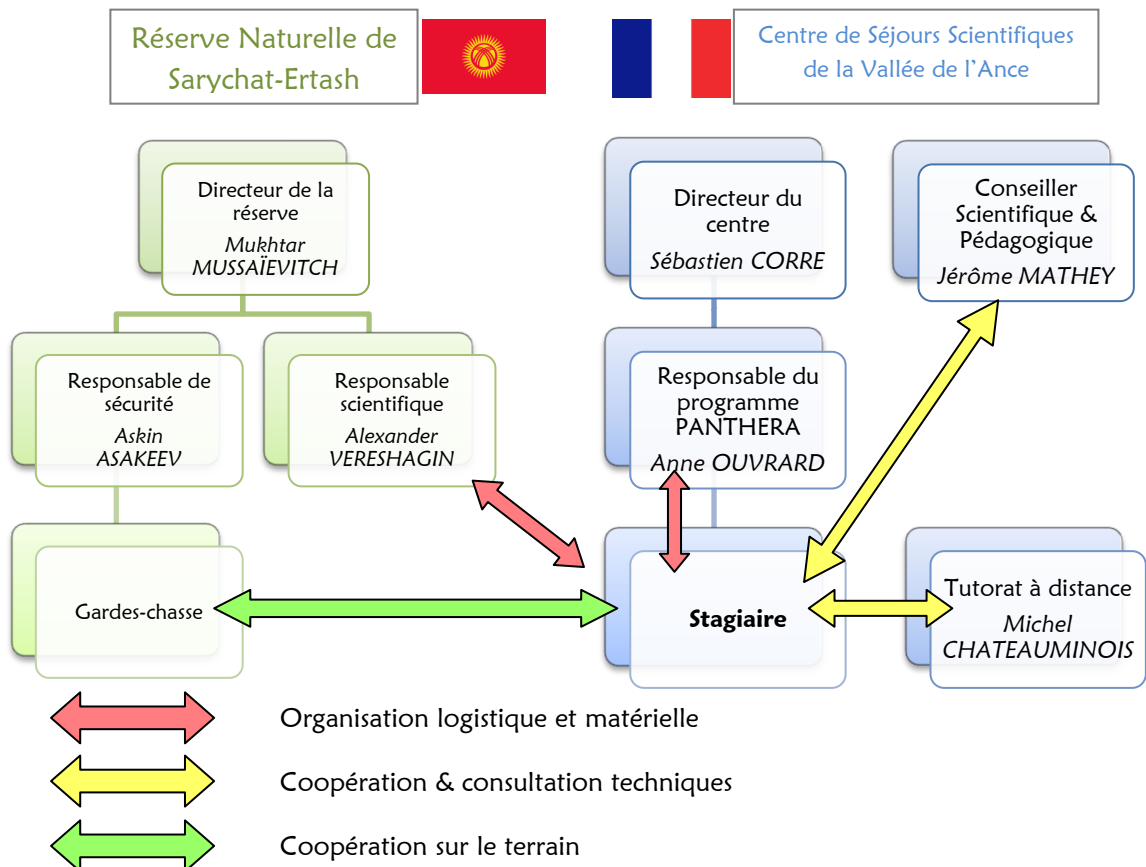 Réserve Naturelle de
Sarychat-Ertash
Centre de Séjours Scientifiques
de la Vallée de l'Ance
Directeur de la
réserve
Mukhtar
MUSSAÏEVITCH
Directeur du
centre
Sébastien CORRE
Conseiller
Scientifique &
Pédagogique
Jérôme MATHEY
Responsable de
sécurité
Askin
ASAKEEV
Responsable
scientifique
Alexander
VERESHAGIN
Responsable du
programme
PANTHERA
Anne OUVRARD
Gardes-chasse
Stagiaire
Tutorat à distance
Michel
CHATEAUMINOIS
Organisation logistique et matérielle
Coopération & consultation techniques
Coopération sur le terrain